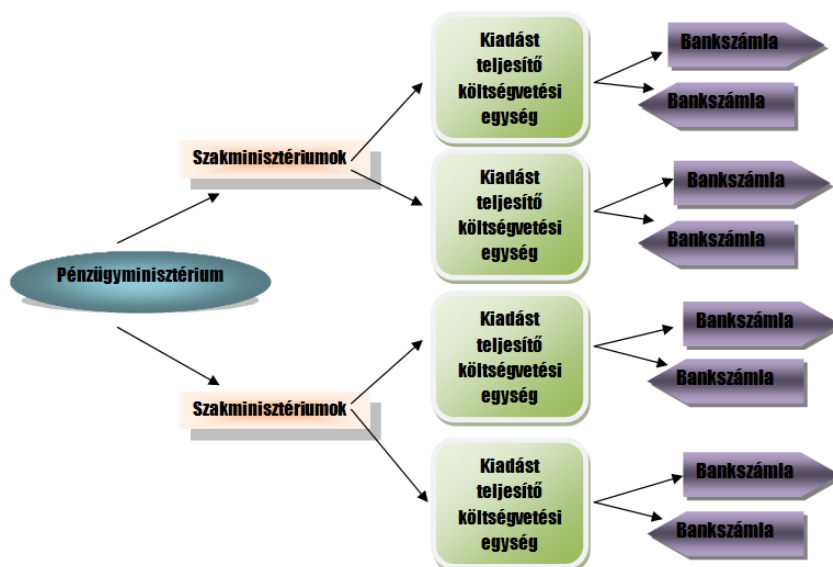 Kiadást
teljesítő
költségvetési
egység
Bankszámla
Bankszámla
Szakminisztériumok
Kiadást
teljesítő
költségvetési
egység
Bankszámla
Bankszámla
Pénzügyminisztérium
Kiadást
teljesítő
költségvetési
egység
Bankszámla
Bankszámla
Szakminisztériumok
Kiadást
teljesítő
költségvetési
egység
Bankszámla
Bankszámla